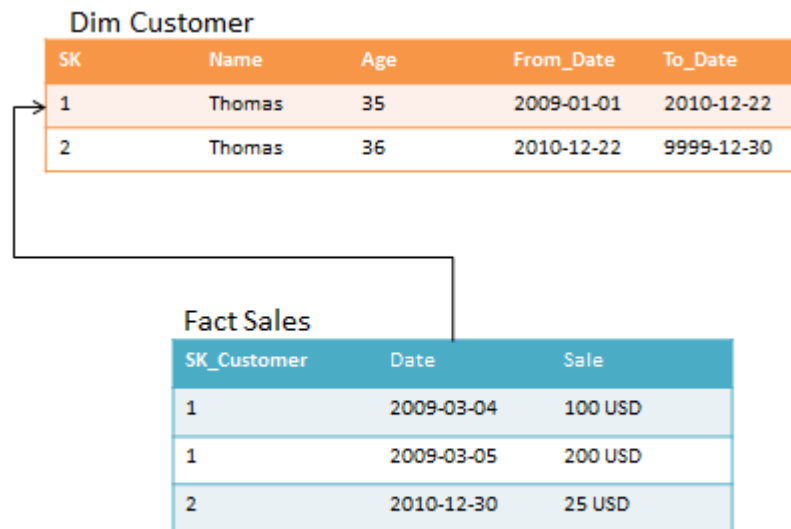 Dim Customer
SK Name Age From_Date To_Date
1 Thomas 35 2009-01-01 2010-12-22
2 Thomas 36 2010-12-22 9999-12-30
Fact Sales
SK_Customer Date Sale
1 2009-03-04 100 USD
1 2009-03-05 200 USD
2 2010-12-30 25 USD